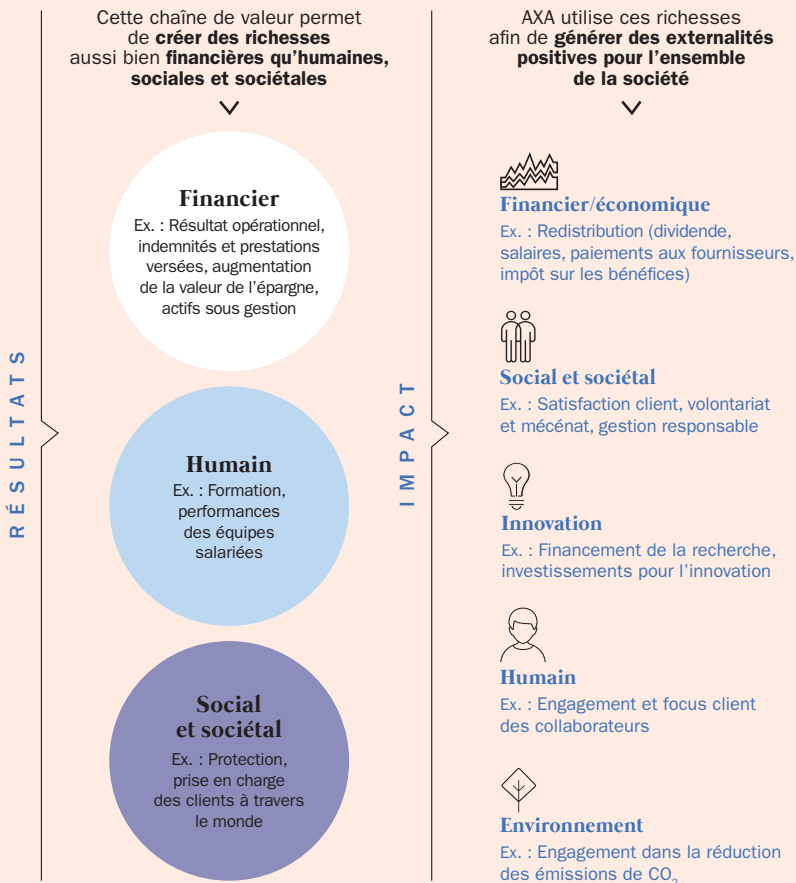 RÉSULTATS
Cette chaîne de valeur permet
de créer des richesses
aussi bien financières qu'humaines,
sociales et sociétales
Financier
Ex. : Résultat opérationnel,
indemnités et prestations
versées, augmentation
de la valeur de l'épargne,
actifs sous gestion
Humain
Ex. : Formation,
performances
des équipes
salariées
Social
et sociétal
Ex. : Protection,
prise en charge
des clients à travers
le monde
IMPACT
AXA utilise ces richesses
afin de générer des externalités
positives pour l'ensemble
de la société
Financier/économique
Ex. : Redistribution (dividende,
salaires, paiements aux fournisseurs,
impôt sur les bénéfices)
Social et sociétal
Ex. : Satisfaction client, volontariat
et mécénat, gestion responsable
Innovation
Ex. : Financement de la recherche,
investissements pour l'innovation
Humain
Ex. : Engagement et focus client
des collaborateurs
Environnement
Ex. : Engagement dans la réduction
des émissions de CO₂